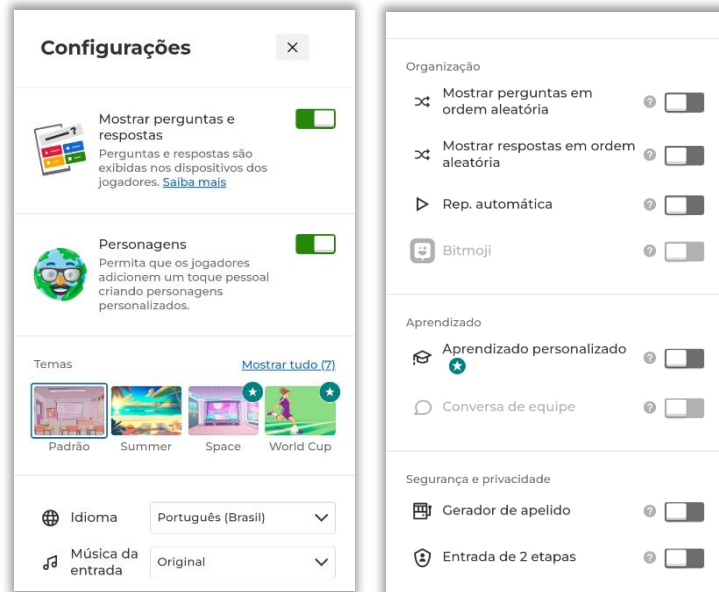 Configurações
Mostrar perguntas e
respostas
Perguntas e respostas são
exibidas nos dispositivos dos
jogadores. Saiba mais
Personagens
Permita que os jogadores
adicionem um toque pessoal
criando personagens
personalizados.
Temas Mostrar tudo (7)
Padrão Summer Space World Cup
Idioma Português (Brasil)
Música da
entrada Original
Organização
Mostrar perguntas em
ordem aleatória
Mostrar respostas em ordem
aleatória
Rep. automática
Bitmoji
Aprendizado
Aprendizado personalizado
Conversa de equipe
Segurança e privacidade
Gerador de apelido
Entrada de 2 etapas